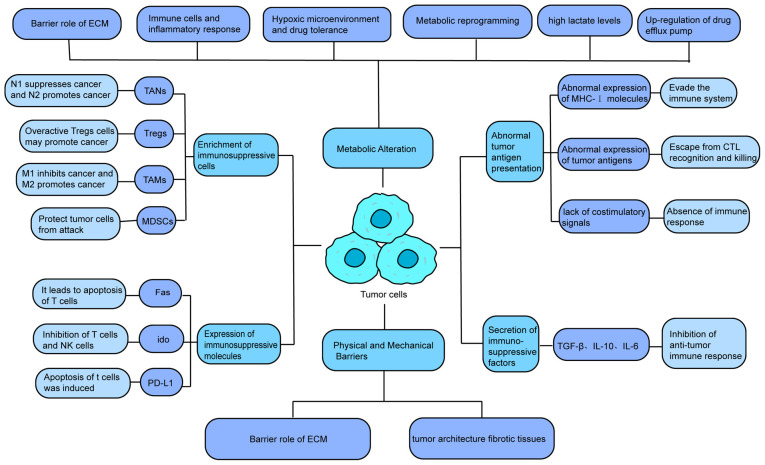 Barrier role of ECM
Immune cells and
inflammatory response
Hypoxic microenvironment
and drug tolerance
Metabolic reprogramming
high lactate levels
Up-regulation of drug
efflux pump
N1 suppresses cancer
and N2 promotes cancer
TANs
Overactive Tregs cells
may promote cancer
Tregs
M1 inhibits cancer and
M2 promotes cancer
TAMs
Protect tumor cells
from attack
MDSCs
Enrichment of
immunosuppressive
cells
Metabolic Alteration
Abnormal
tumor
antigen
presentation
Abnormal expression
of MHC-Ⅰ molecules
Evade the
immune system
Abnormal expression
of tumor antigens
Escape from CTL
recognition and killing
lack of costimulatory
signals
Absence of immune
response
Tumor cells
It leads to apoptosis
of T cells
Fas
Inhibition of T cells
and NK cells
ido
Apoptosis of t cells
was induced
PD-L1
Expression of
immunosuppressive
molecules
Physical and Mechanical
Barriers
Secretion of
immuno-
suppressive
factors
TGF-β、IL-10、IL-6
Inhibition of
anti-tumor
immune response
Barrier role of ECM
tumor architecture fibrotic tissues